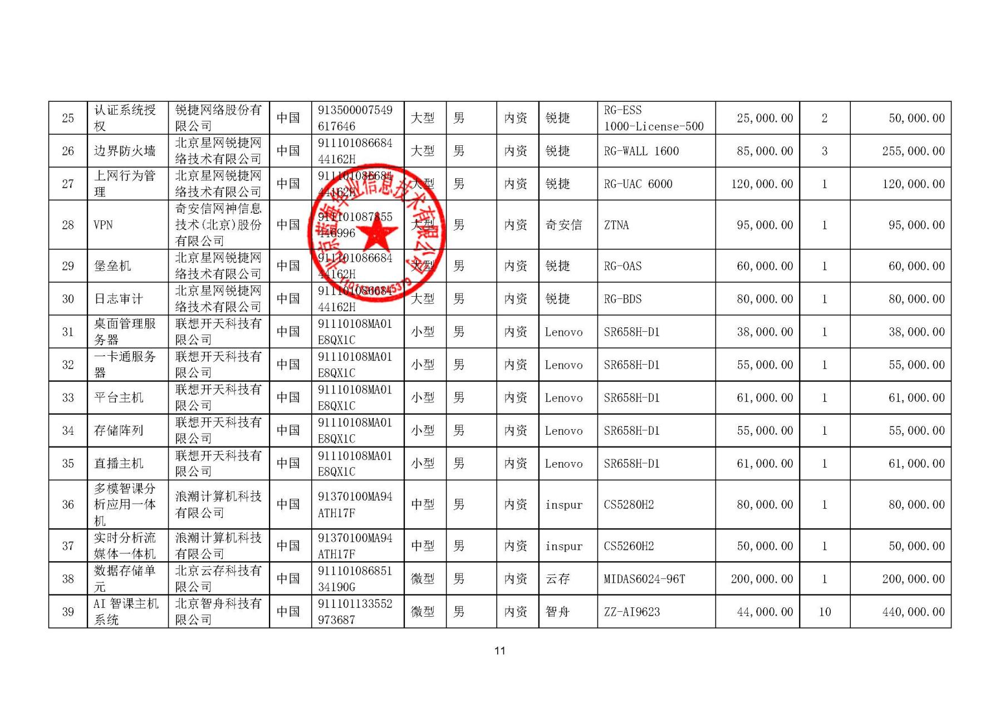 25 认证系统授权 锐捷网络股份有限公司 中国 913500007549617646 大型 男 内资 锐捷 RG-ESS 1000-License-500 25,000.00 2 50,000.00
26 边界防火墙 北京星网锐捷网络技术有限公司 中国 91110108668444162H 大型 男 内资 锐捷 RG-WALL 1600 85,000.00 3 255,000.00
27 上网行为管理 北京星网锐捷网络技术有限公司 中国 91110108668444162H 大型 男 内资 锐捷 RG-UAC 6000 120,000.00 1 120,000.00
28 VPN 奇安信网神信息技术(北京)股份有限公司 中国 911101087855446996 大型 男 内资 奇安信 ZTNA 95,000.00 1 95,000.00
29 堡垒机 北京星网锐捷网络技术有限公司 中国 91110108668444162H 大型 男 内资 锐捷 RG-OAS 60,000.00 1 60,000.00
30 日志审计 北京星网锐捷网络技术有限公司 中国 91110108668444162H 大型 男 内资 锐捷 RG-BDS 80,000.00 1 80,000.00
31 桌面管理服务器 联想开天科技有限公司 中国 91110108MA01E8QX1C 小型 男 内资 Lenovo SR658H-D1 38,000.00 1 38,000.00
32 一卡通服务器 联想开天科技有限公司 中国 91110108MA01E8QX1C 小型 男 内资 Lenovo SR658H-D1 55,000.00 1 55,000.00
33 平台主机 联想开天科技有限公司 中国 91110108MA01E8QX1C 小型 男 内资 Lenovo SR658H-D1 61,000.00 1 61,000.00
34 存储阵列 联想开天科技有限公司 中国 91110108MA01E8QX1C 小型 男 内资 Lenovo SR658H-D1 55,000.00 1 55,000.00
35 直播主机 联想开天科技有限公司 中国 91110108MA01E8QX1C 小型 男 内资 Lenovo SR658H-D1 61,000.00 1 61,000.00
36 多模智课分析应用一体机 浪潮计算机科技有限公司 中国 91370100MA94ATH17F 中型 男 内资 inspur CS5280H2 80,000.00 1 80,000.00
37 实时分析流媒体一体机 浪潮计算机科技有限公司 中国 91370100MA94ATH17F 中型 男 内资 inspur CS5260H2 50,000.00 1 50,000.00
38 数据存储单元 北京云存科技有限公司 中国 91110108685134190G 微型 男 内资 云存 MIDAS6024-96T 200,000.00 1 200,000.00
39 AI 智课主机系统 北京智舟科技有限公司 中国 911101133552973687 微型 男 内资 智舟 ZZ-AI9623 44,000.00 10 440,000.00
北京蓝海华业信息技术有限公司
11